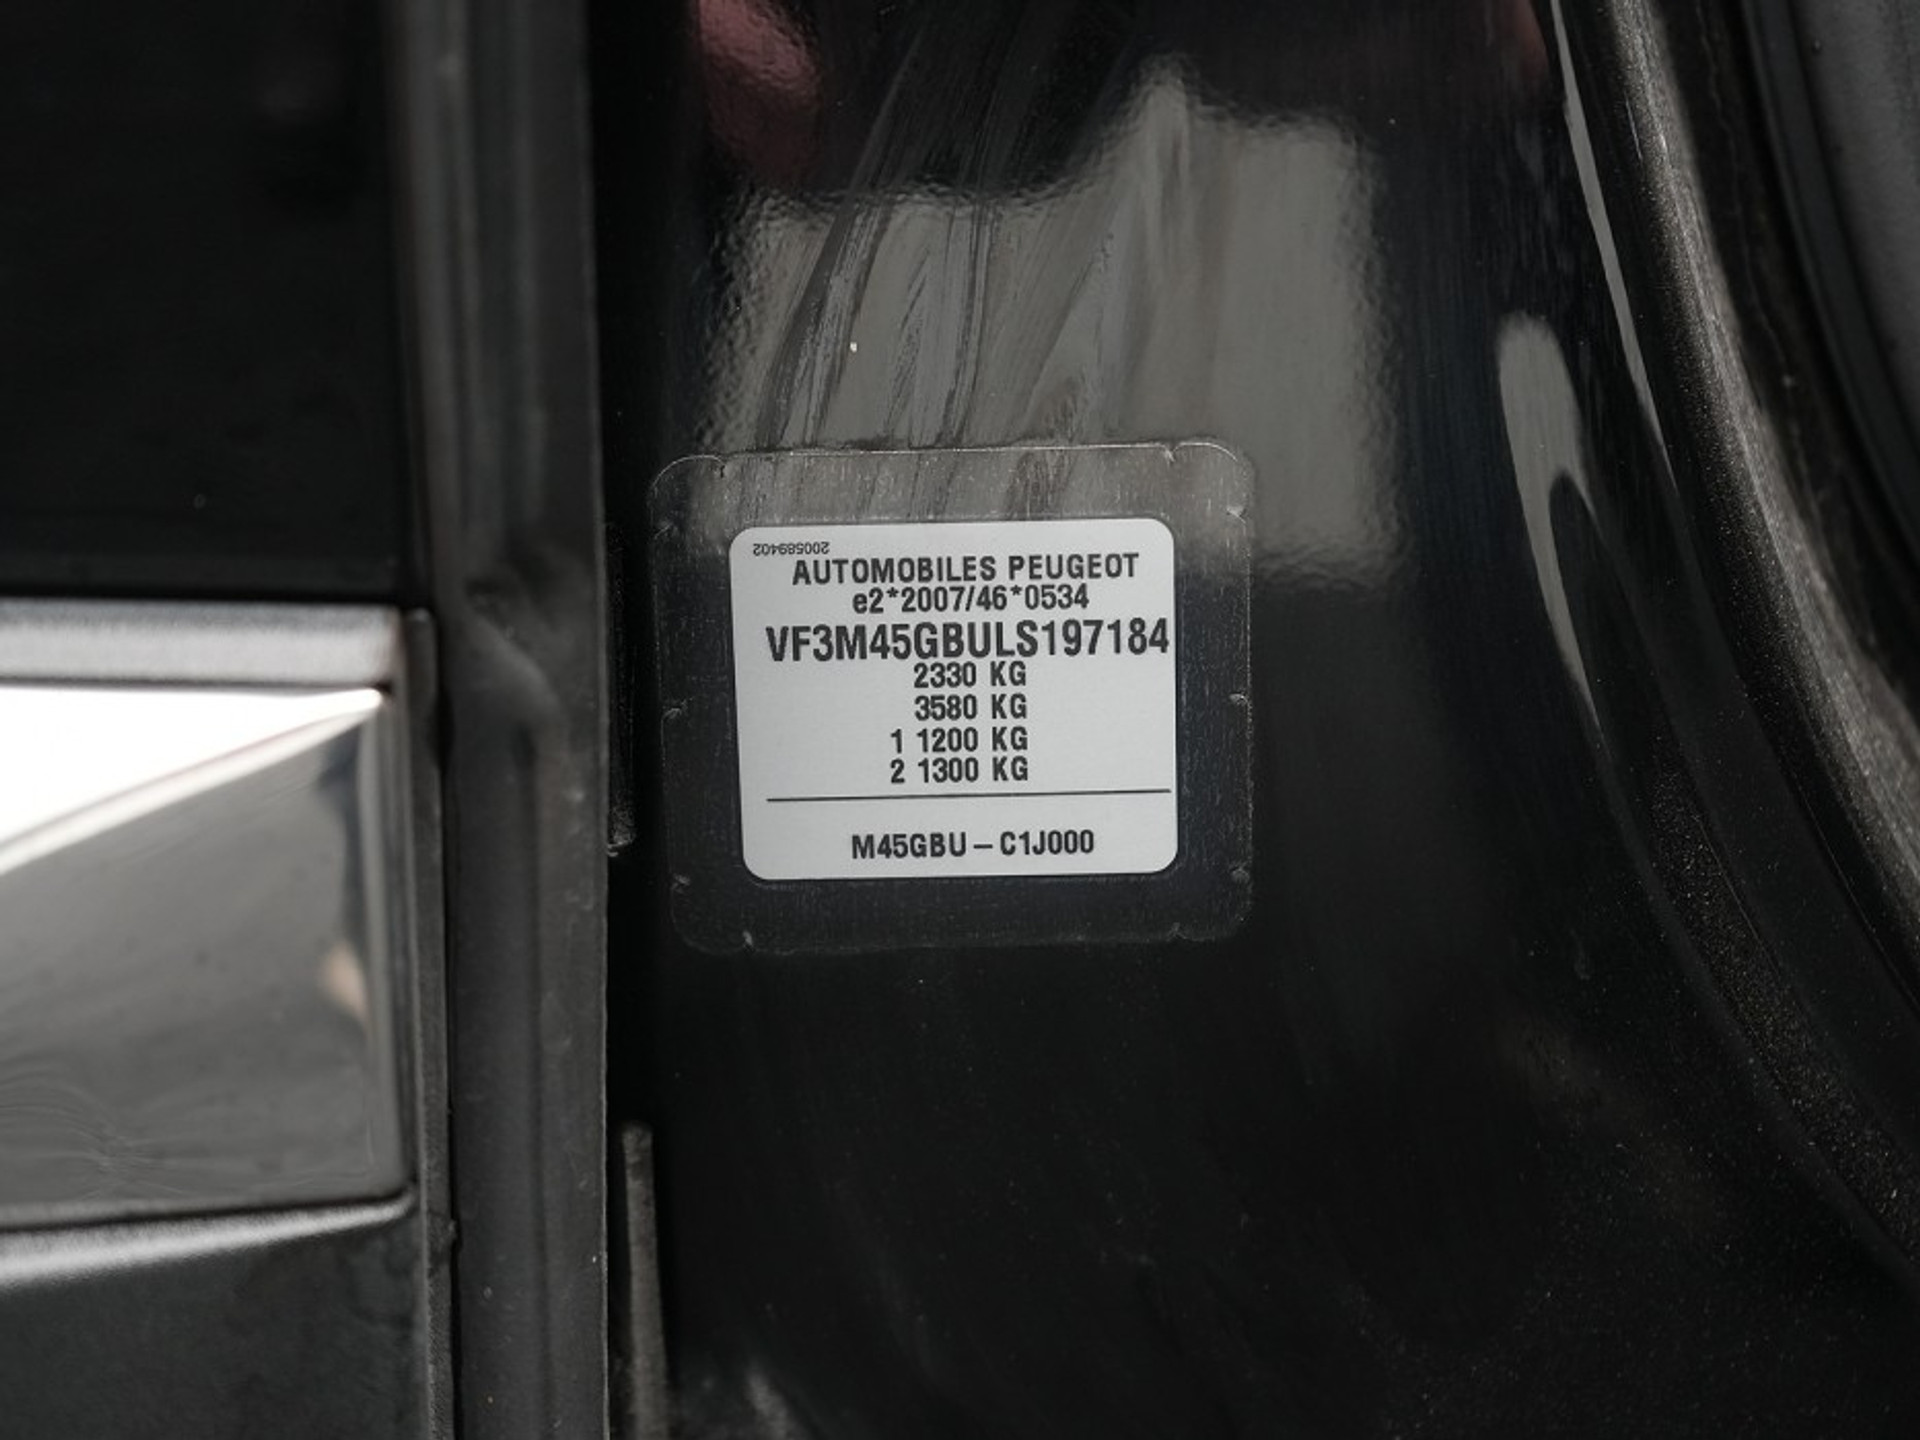 200589402
AUTOMOBILES PEUGEOT
e2*2007/46*0534
VF3M45GBULS197184
2330 KG
3580 KG
1 1200 KG
2 1300 KG
M45GBU – C1J000